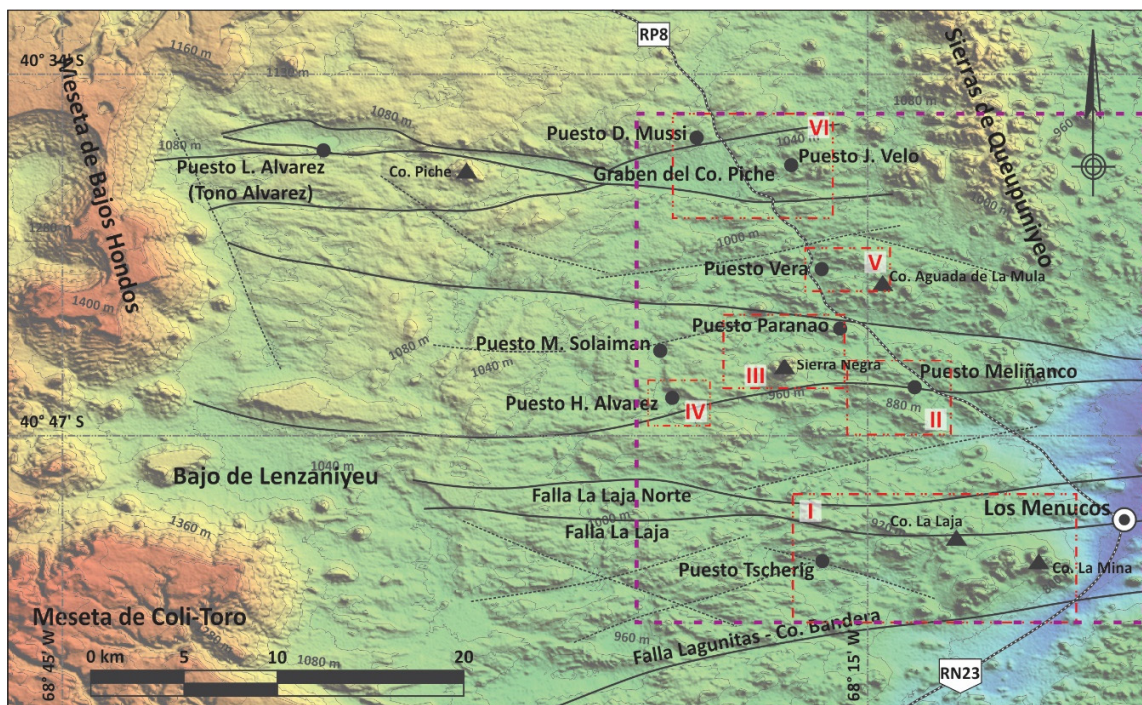 RP8
1160 m
40° 34' S
1130 m
1080 m
Sierras de Queupuniyeo
1080 m
960 m
Meseta de Bajos Hondos
1080 m
Puesto D. Mussi
VI
1040 m
Puesto L. Alvarez
(Tono Alvarez)
Co. Piche
Puesto J. Velo
Graben del Co. Piche
1080 m
1280 m
1000 m
Puesto Vera
V
Co. Aguada de La Mula
1400 m
Puesto Paranao
Puesto M. Solaiman
1080 m
1040 m
Sierra Negra
III
Puesto Meliñanco
960 m
880 m
Puesto H. Alvarez
IV
II
40° 47' S
Bajo de Lenzaniyeu
1040 m
Falla La Laja Norte
I
Los Menucos
1000 m
Falla La Laja
920 m
Co. La Laja
1360 m
Puesto Tscherig
Co. La Mina
Meseta de Coli-Toro
1280 m
960 m
Falla Lagunitas - Co. Bandera
68° 45' W
0 km
5
10
20
1080 m
68° 15' W
RN23